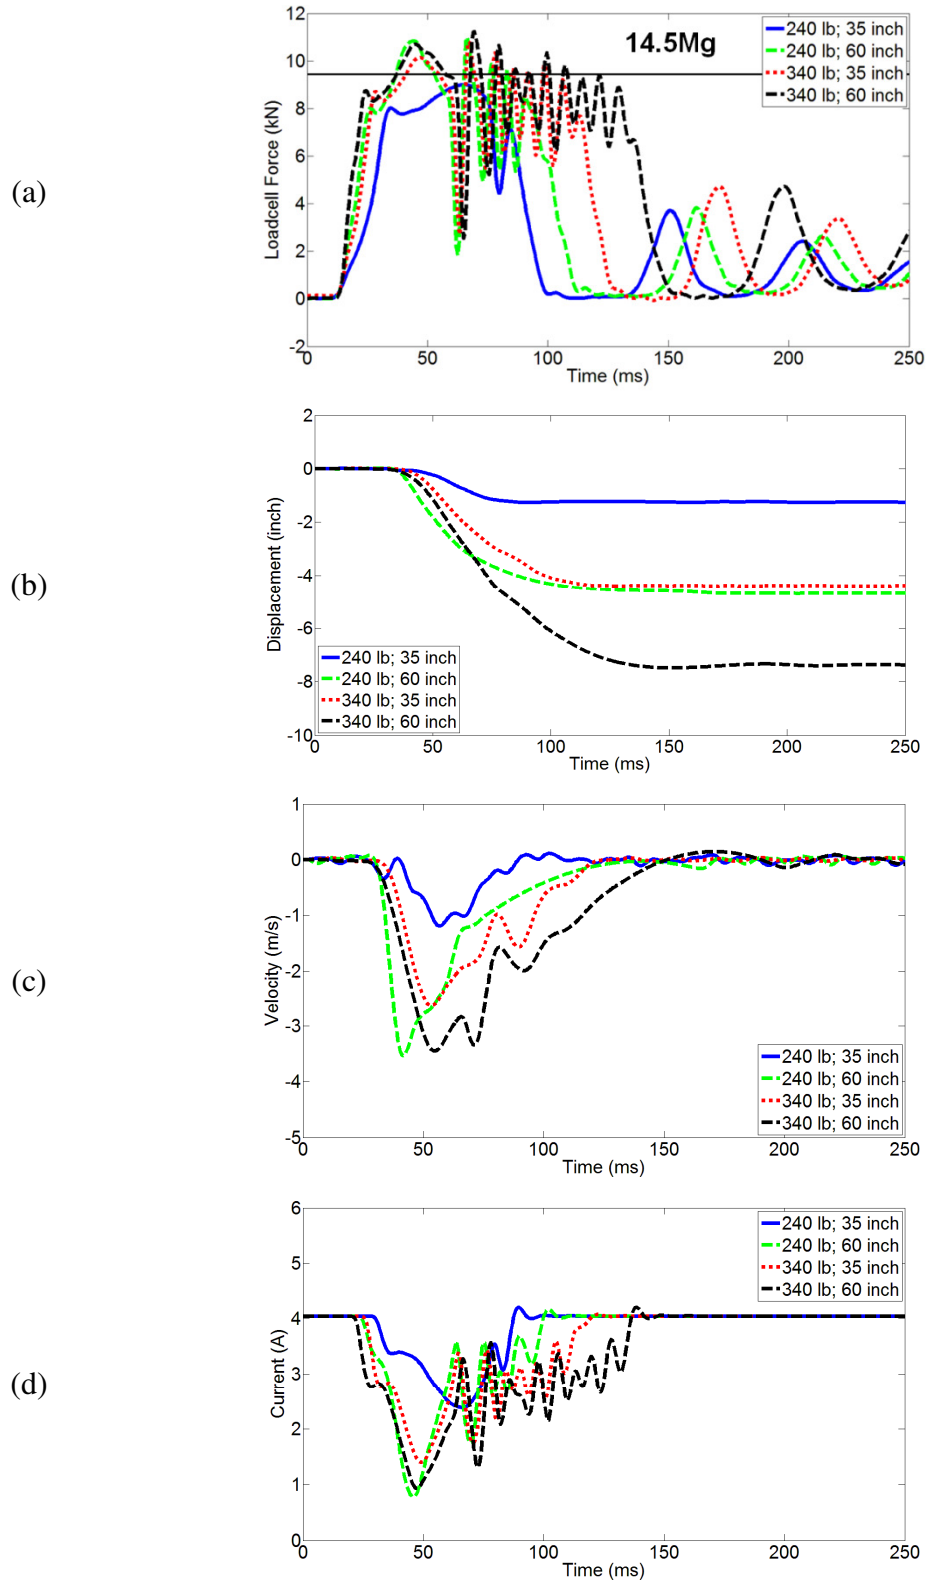 (a)
Loadcell Force (kN)
12
10
8
6
4
2
0
-2
14.5Mg
240 lb; 35 inch
240 lb; 60 inch
340 lb; 35 inch
340 lb; 60 inch
0 50 100 150 200 250
Time (ms)
(b)
Displacement (inch)
2
0
-2
-4
-6
-8
-10
240 lb; 35 inch
240 lb; 60 inch
340 lb; 35 inch
340 lb; 60 inch
0 50 100 150 200 250
Time (ms)
(c)
Velocity (m/s)
1
0
-1
-2
-3
-4
-5
240 lb; 35 inch
240 lb; 60 inch
340 lb; 35 inch
340 lb; 60 inch
0 50 100 150 200 250
Time (ms)
(d)
Current (A)
6
5
4
3
2
1
0
240 lb; 35 inch
240 lb; 60 inch
340 lb; 35 inch
340 lb; 60 inch
0 50 100 150 200 250
Time (ms)